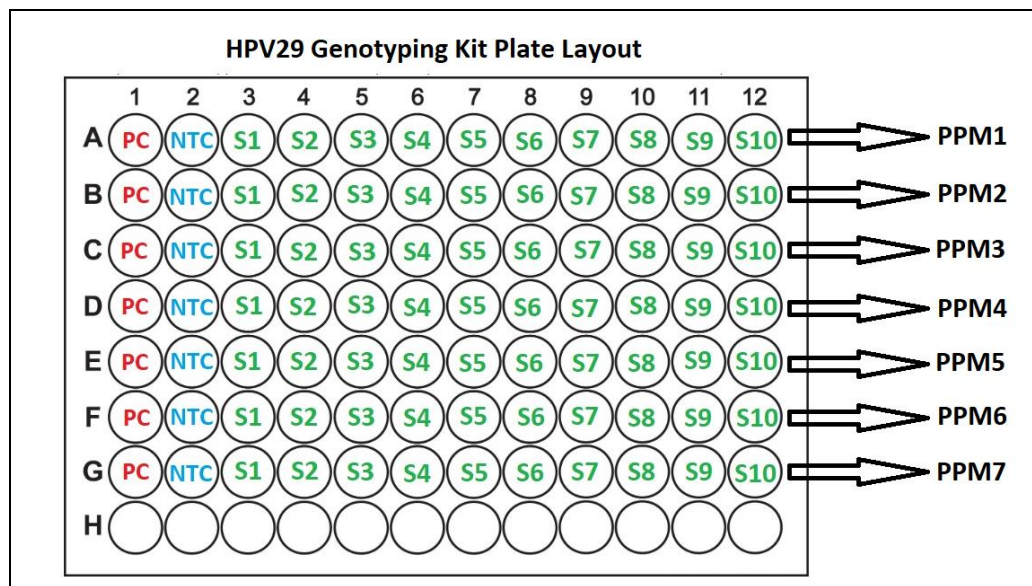 HPV29 Genotyping Kit Plate Layout
1 2 3 4 5 6 7 8 9 10 11 12
A PC NTC S1 S2 S3 S4 S5 S6 S7 S8 S9 S10 PPM1
B PC NTC S1 S2 S3 S4 S5 S6 S7 S8 S9 S10 PPM2
C PC NTC S1 S2 S3 S4 S5 S6 S7 S8 S9 S10 PPM3
D PC NTC S1 S2 S3 S4 S5 S6 S7 S8 S9 S10 PPM4
E PC NTC S1 S2 S3 S4 S5 S6 S7 S8 S9 S10 PPM5
F PC NTC S1 S2 S3 S4 S5 S6 S7 S8 S9 S10 PPM6
G PC NTC S1 S2 S3 S4 S5 S6 S7 S8 S9 S10 PPM7
H